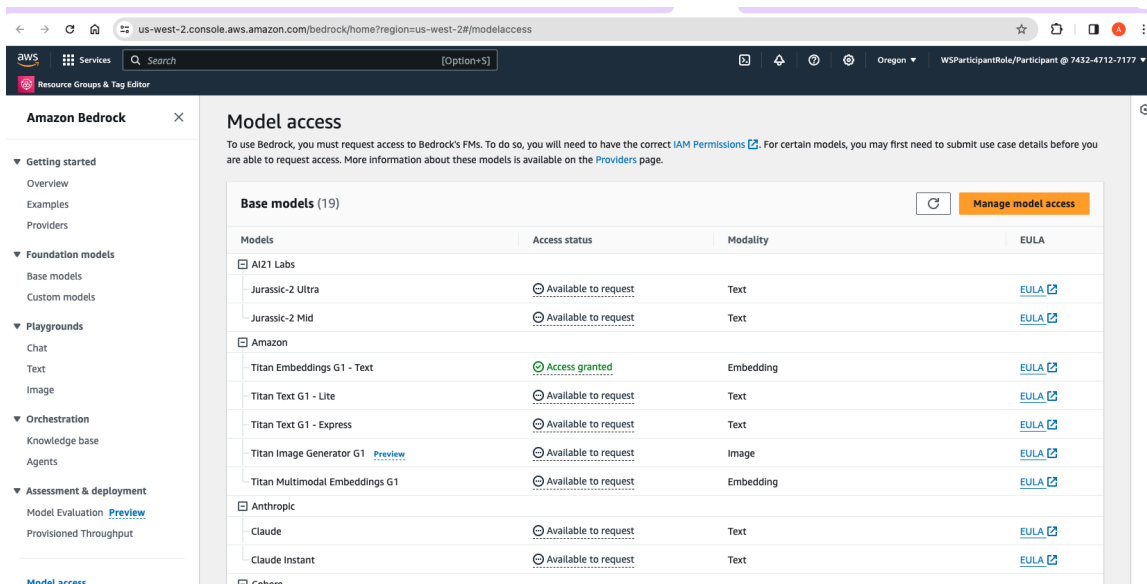 us-west-2.console.aws.amazon.com/bedrock/home?region=us-west-2#/modelaccess
A
aws
Services
Search
[Option+S]
Oregon
WSParticipantRole/Participant @ 7432-4712-7177
Resource Groups & Tag Editor
Amazon Bedrock
Getting started
Overview
Examples
Providers
Foundation models
Base models
Custom models
Playgrounds
Chat
Text
Image
Orchestration
Knowledge base
Agents
Assessment & deployment
Model Evaluation Preview
Provisioned Throughput
Model access
Model access
To use Bedrock, you must request access to Bedrock's FMs. To do so, you will need to have the correct IAM Permissions. For certain models, you may first need to submit use case details before you
are able to request access. More information about these models is available on the Providers page.
Base models (19)
Manage model access
Models Access status Modality EULA
AI21 Labs
Jurassic-2 Ultra Available to request Text EULA
Jurassic-2 Mid Available to request Text EULA
Amazon
Titan Embeddings G1 - Text Access granted Embedding EULA
Titan Text G1 - Lite Available to request Text EULA
Titan Text G1 - Express Available to request Text EULA
Titan Image Generator G1 Preview Available to request Image EULA
Titan Multimodal Embeddings G1 Available to request Embedding EULA
Anthropic
Claude Available to request Text EULA
Claude Instant Available to request Text EULA
Cohere